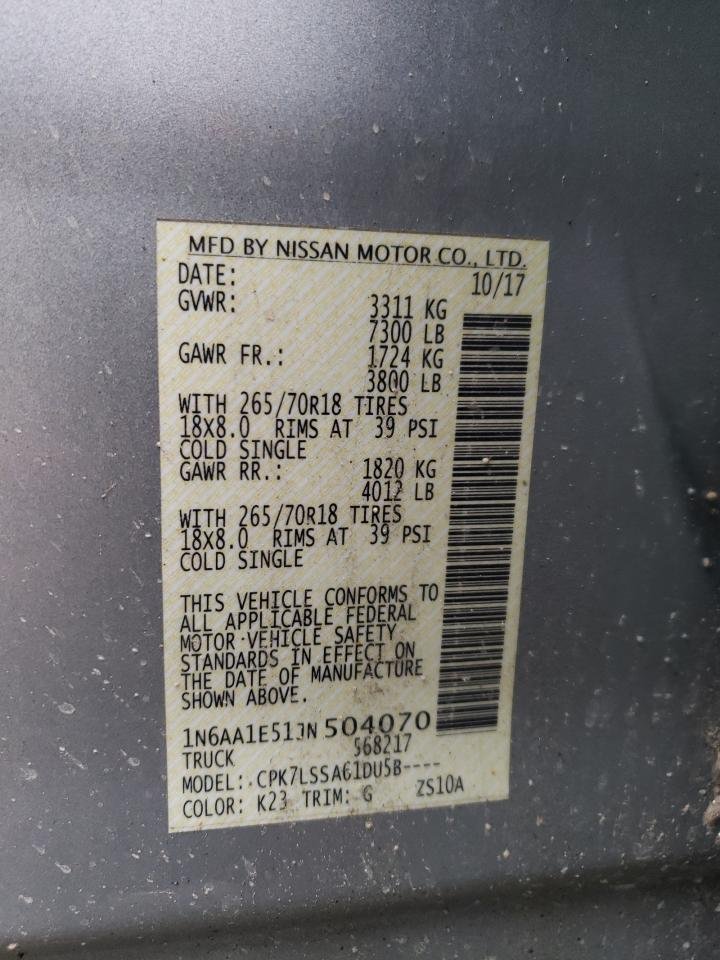 MFD BY NISSAN MOTOR CO., LTD.
DATE: 10/17
GVWR: 3311 KG
7300 LB
GAWR FR.: 1724 KG
3800 LB
WITH 265/70R18 TIRES
18X8.0 RIMS AT 39 PSI
COLD SINGLE
GAWR RR.: 1820 KG
4012 LB
WITH 265/70R18 TIRES
18X8.0 RIMS AT 39 PSI
COLD SINGLE
THIS VEHICLE CONFORMS TO
ALL APPLICABLE FEDERAL
MOTOR VEHICLE SAFETY
STANDARDS IN EFFECT ON
THE DATE OF MANUFACTURE
SHOWN ABOVE.
1N6AA1E51JN504070
TRUCK 568217
MODEL: CPK7LSSA61DU5B----
COLOR: K23 TRIM: G ZS10A